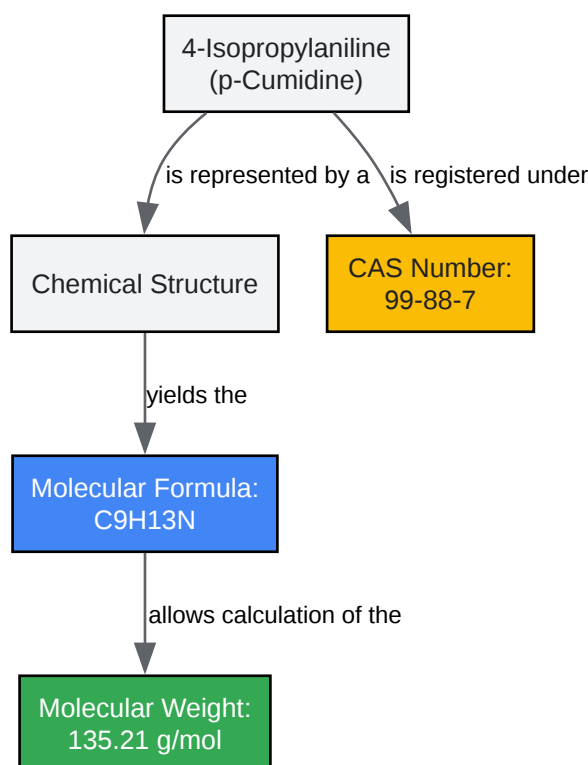 4-Isopropylaniline
(p-Cumidine)
is represented by a
is registered under
Chemical Structure
CAS Number:
99-88-7
yields the
Molecular Formula:
C9H13N
allows calculation of the
Molecular Weight:
135.21 g/mol